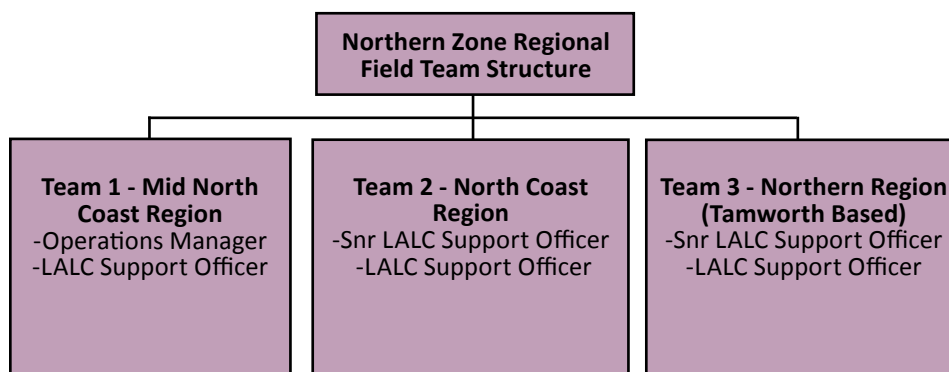 Northern Zone Regional
Field Team Structure
Team 1 - Mid North
Coast Region
-Operations Manager
-LALC Support Officer
Team 2 - North Coast
Region
-Snr LALC Support Officer
-LALC Support Officer
Team 3 - Northern Region
(Tamworth Based)
-Snr LALC Support Officer
-LALC Support Officer